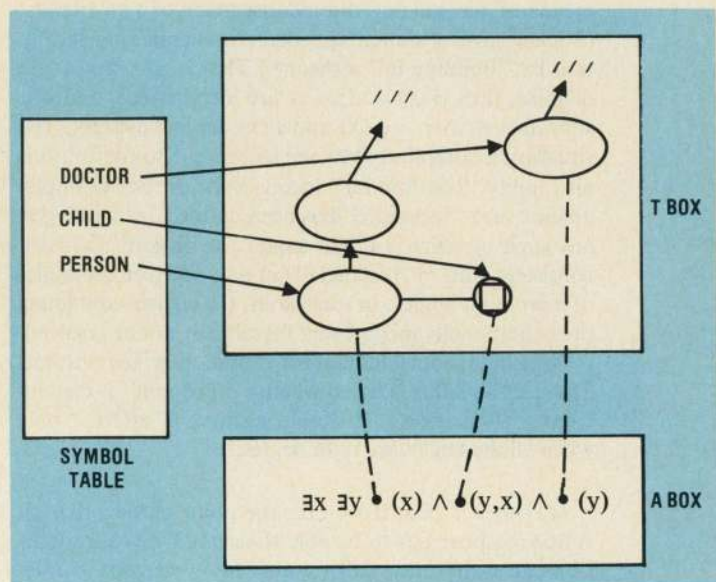 DOCTOR
CHILD
PERSON
SYMBOL
TABLE
T BOX
∃x ∃y • (x) ∧ • (y,x) ∧ • (y)
A BOX